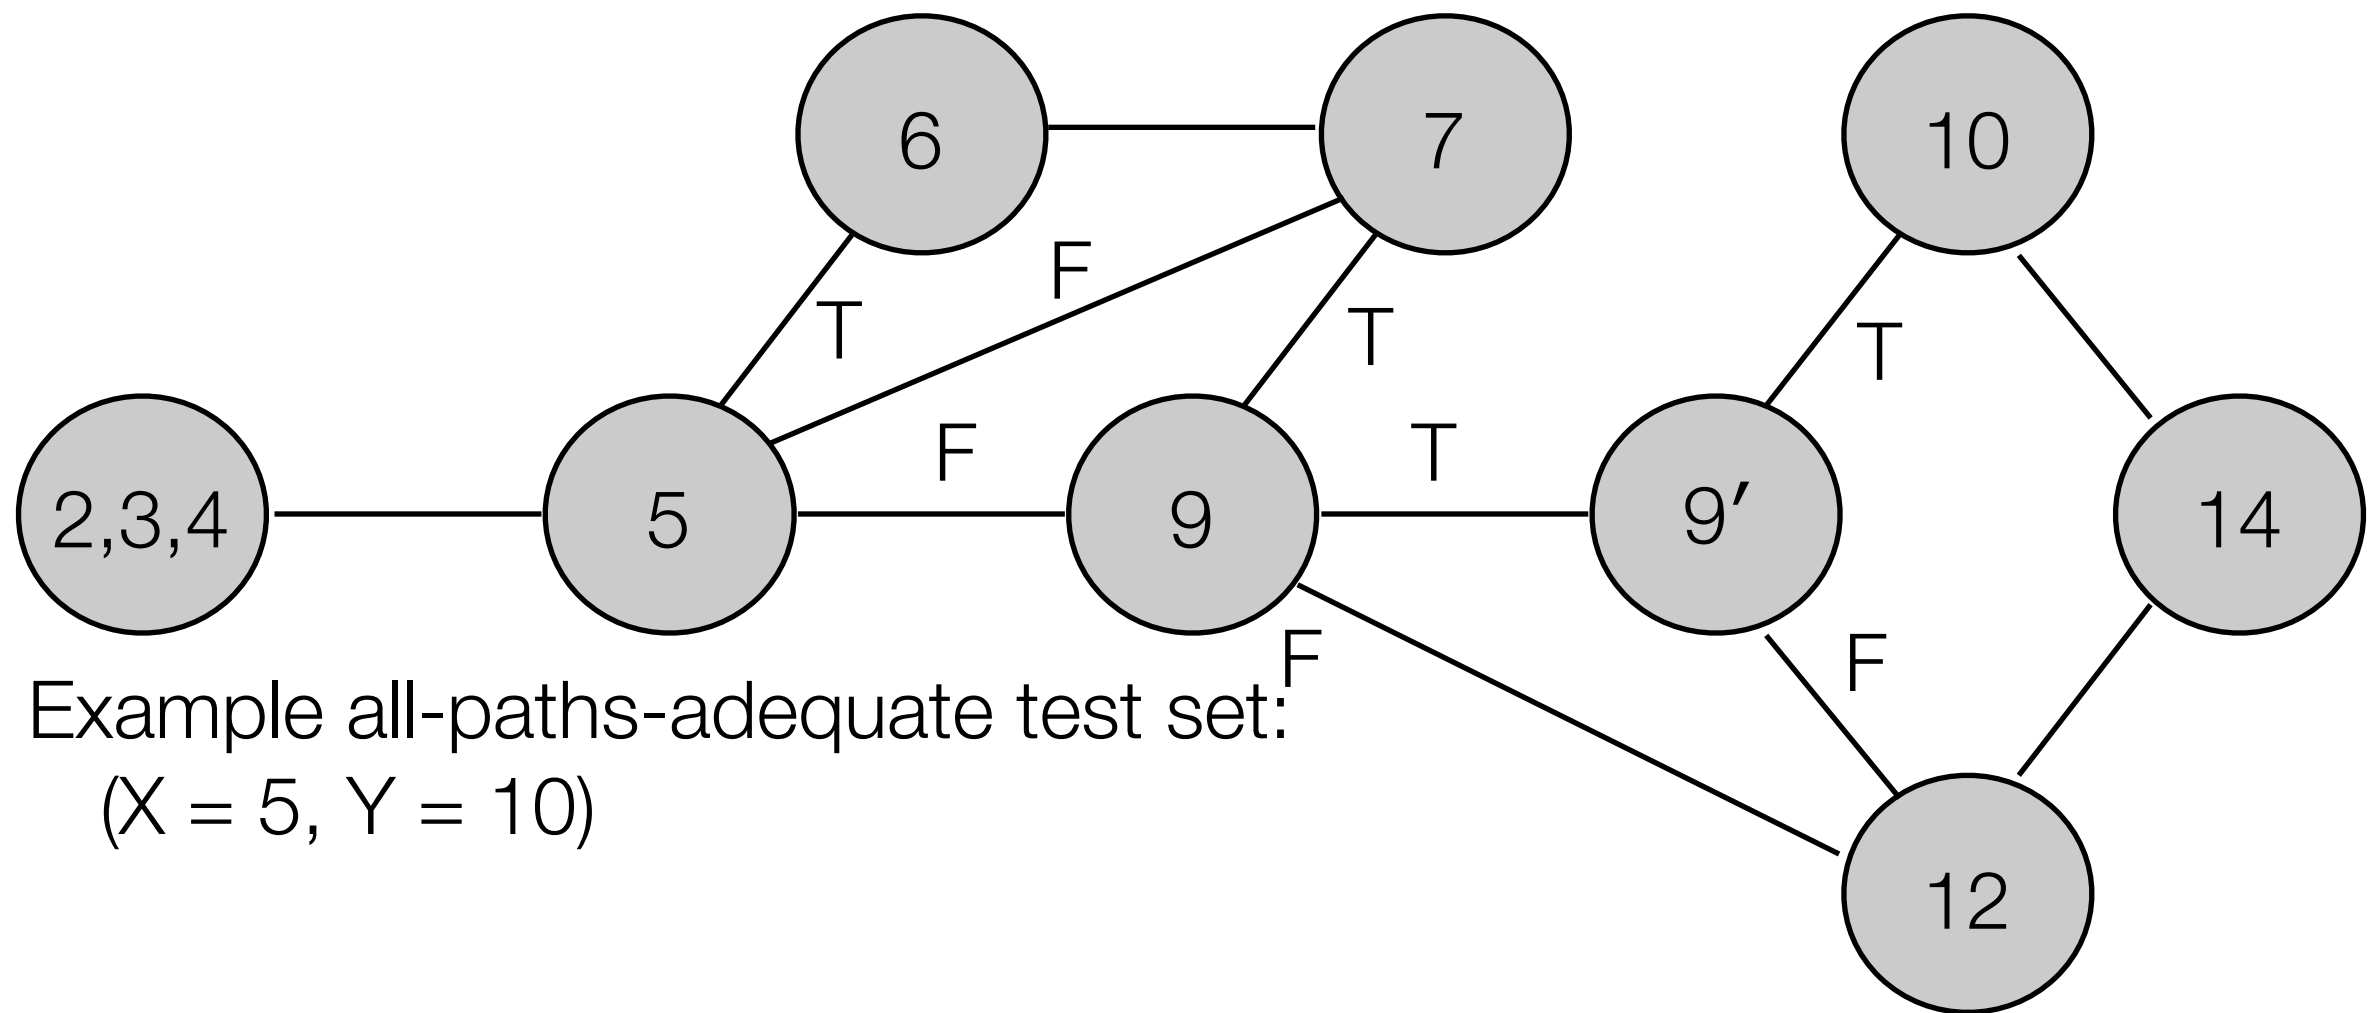 6
7
10
F
T
T
T
F
T
2,3,4
5
9
9′
14
F
F
Example all-paths-adequate test set:
(X = 5, Y = 10)
12